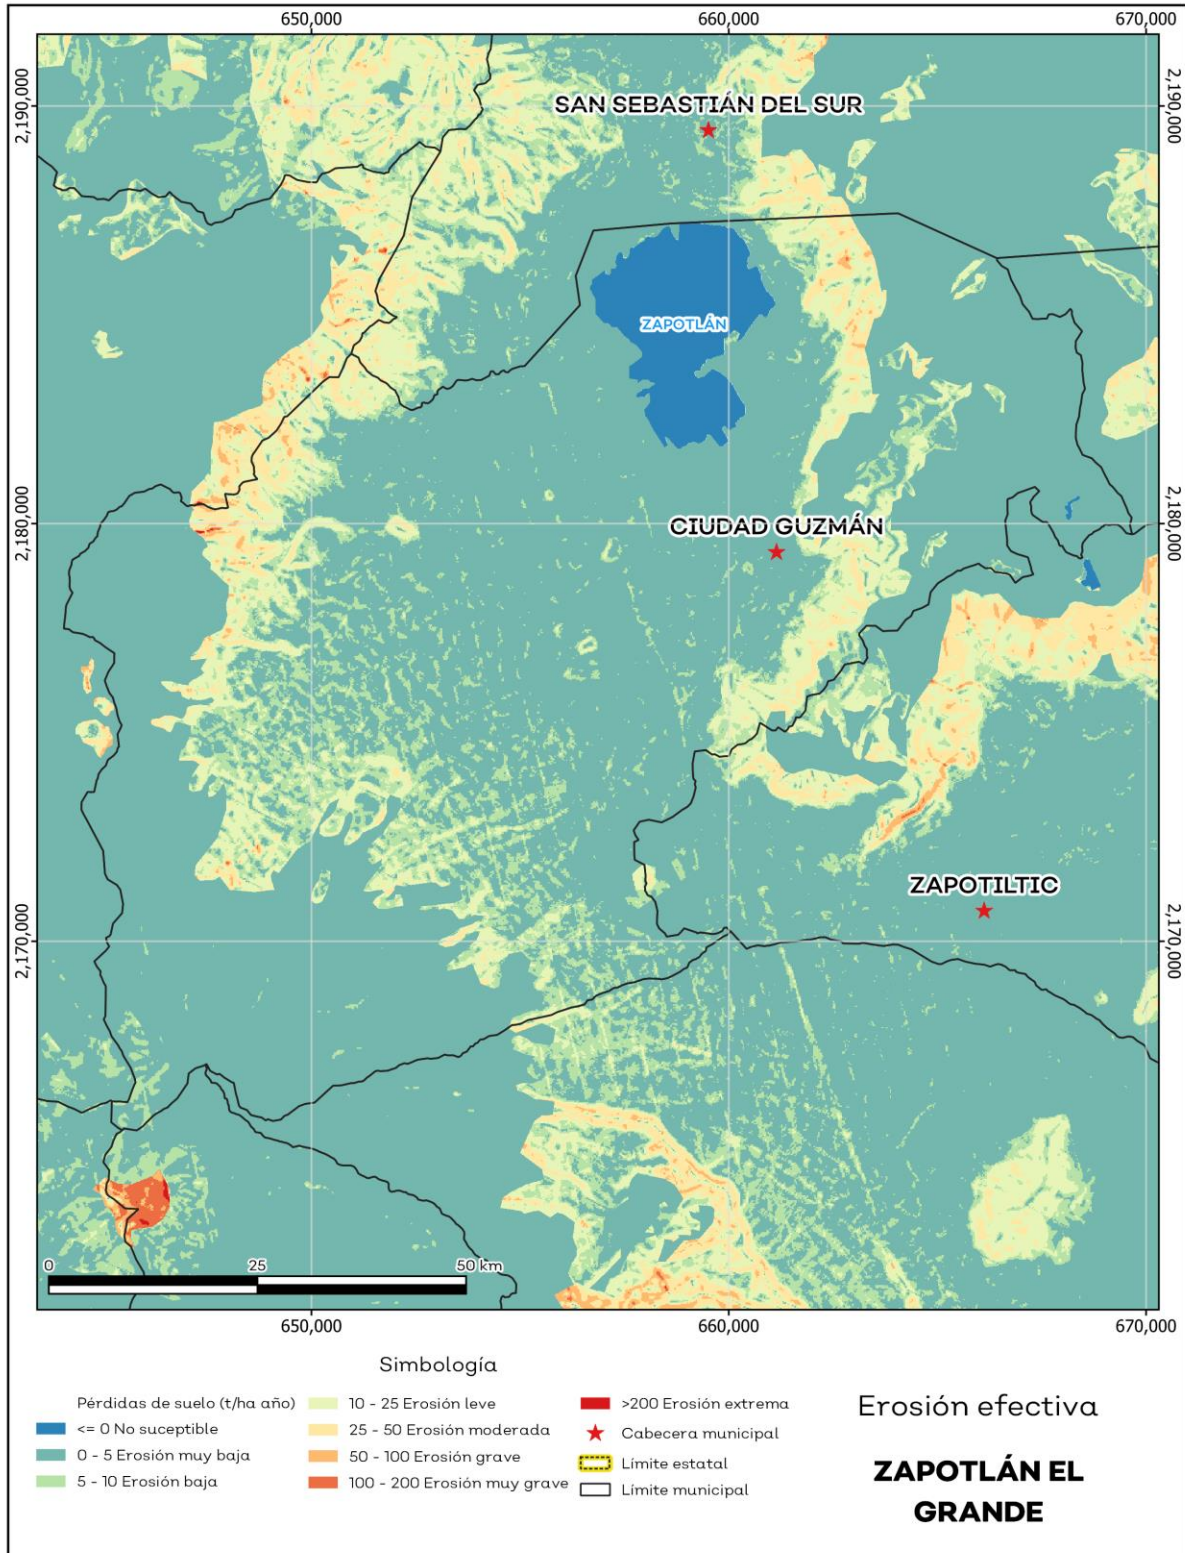 650,000
660,000
670,000
2,190,000
2,190,000
SAN SEBASTIÁN DEL SUR
ZAPOTLÁN
2,180,000
2,180,000
CIUDAD GUZMÁN
ZAPOTILTIC
2,170,000
2,170,000
0
25
50 km
650,000
660,000
670,000
Simbología
Pérdidas de suelo (t/ha año)
<= 0 No suceptible
0 - 5 Erosión muy baja
5 - 10 Erosión baja
10 - 25 Erosión leve
25 - 50 Erosión moderada
50 - 100 Erosión grave
100 - 200 Erosión muy grave
>200 Erosión extrema
Cabecera municipal
Límite estatal
Límite municipal
Erosión efectiva
ZAPOTLÁN EL
GRANDE